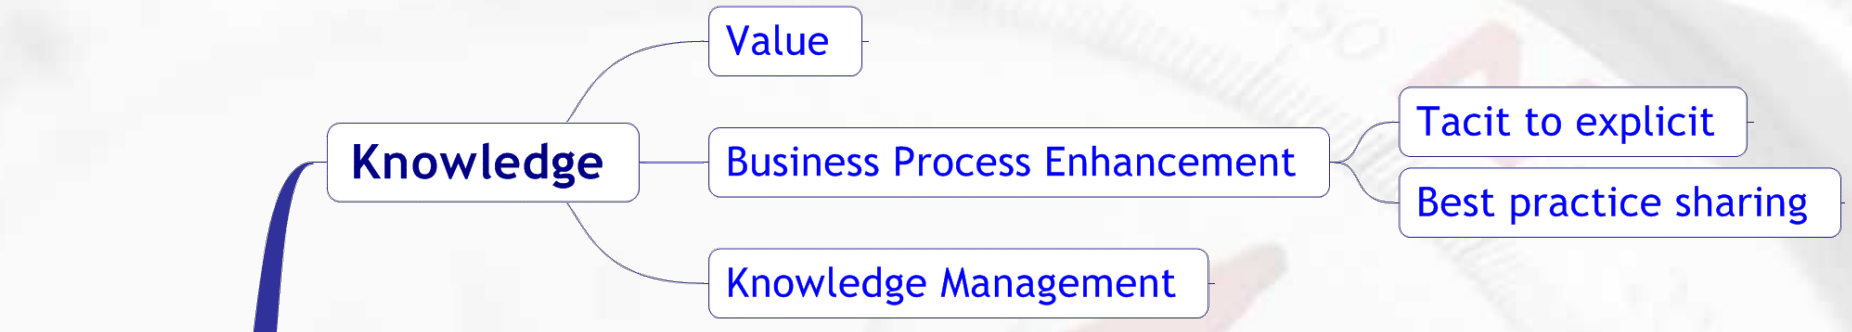 Value
Knowledge
Business Process Enhancement
Tacit to explicit
Best practice sharing
Knowledge Management